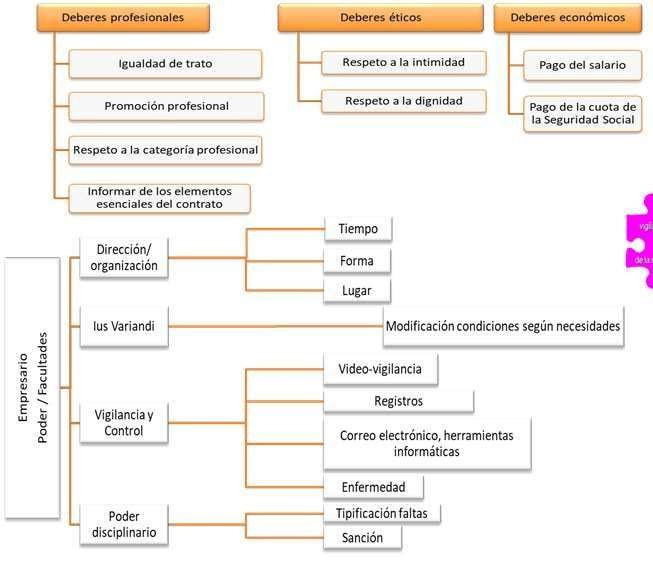 Deberes profesionales
Igualdad de trato
Promoción profesional
Respeto a la categoría profesional
Informar de los elementos
esenciales del contrato
Deberes éticos
Respeto a la intimidad
Respeto a la dignidad
Deberes económicos
Pago del salario
Pago de la cuota de
la Seguridad Social
Empresario
Poder / Facultades
Dirección/
organización
Tiempo
Forma
Lugar
Ius Variandi
Modificación condiciones según necesidades
Vigilancia y
Control
Video-vigilancia
Registros
Correo electrónico, herramientas
informáticas
Enfermedad
Poder
disciplinario
Tipificación faltas
Sanción
de la